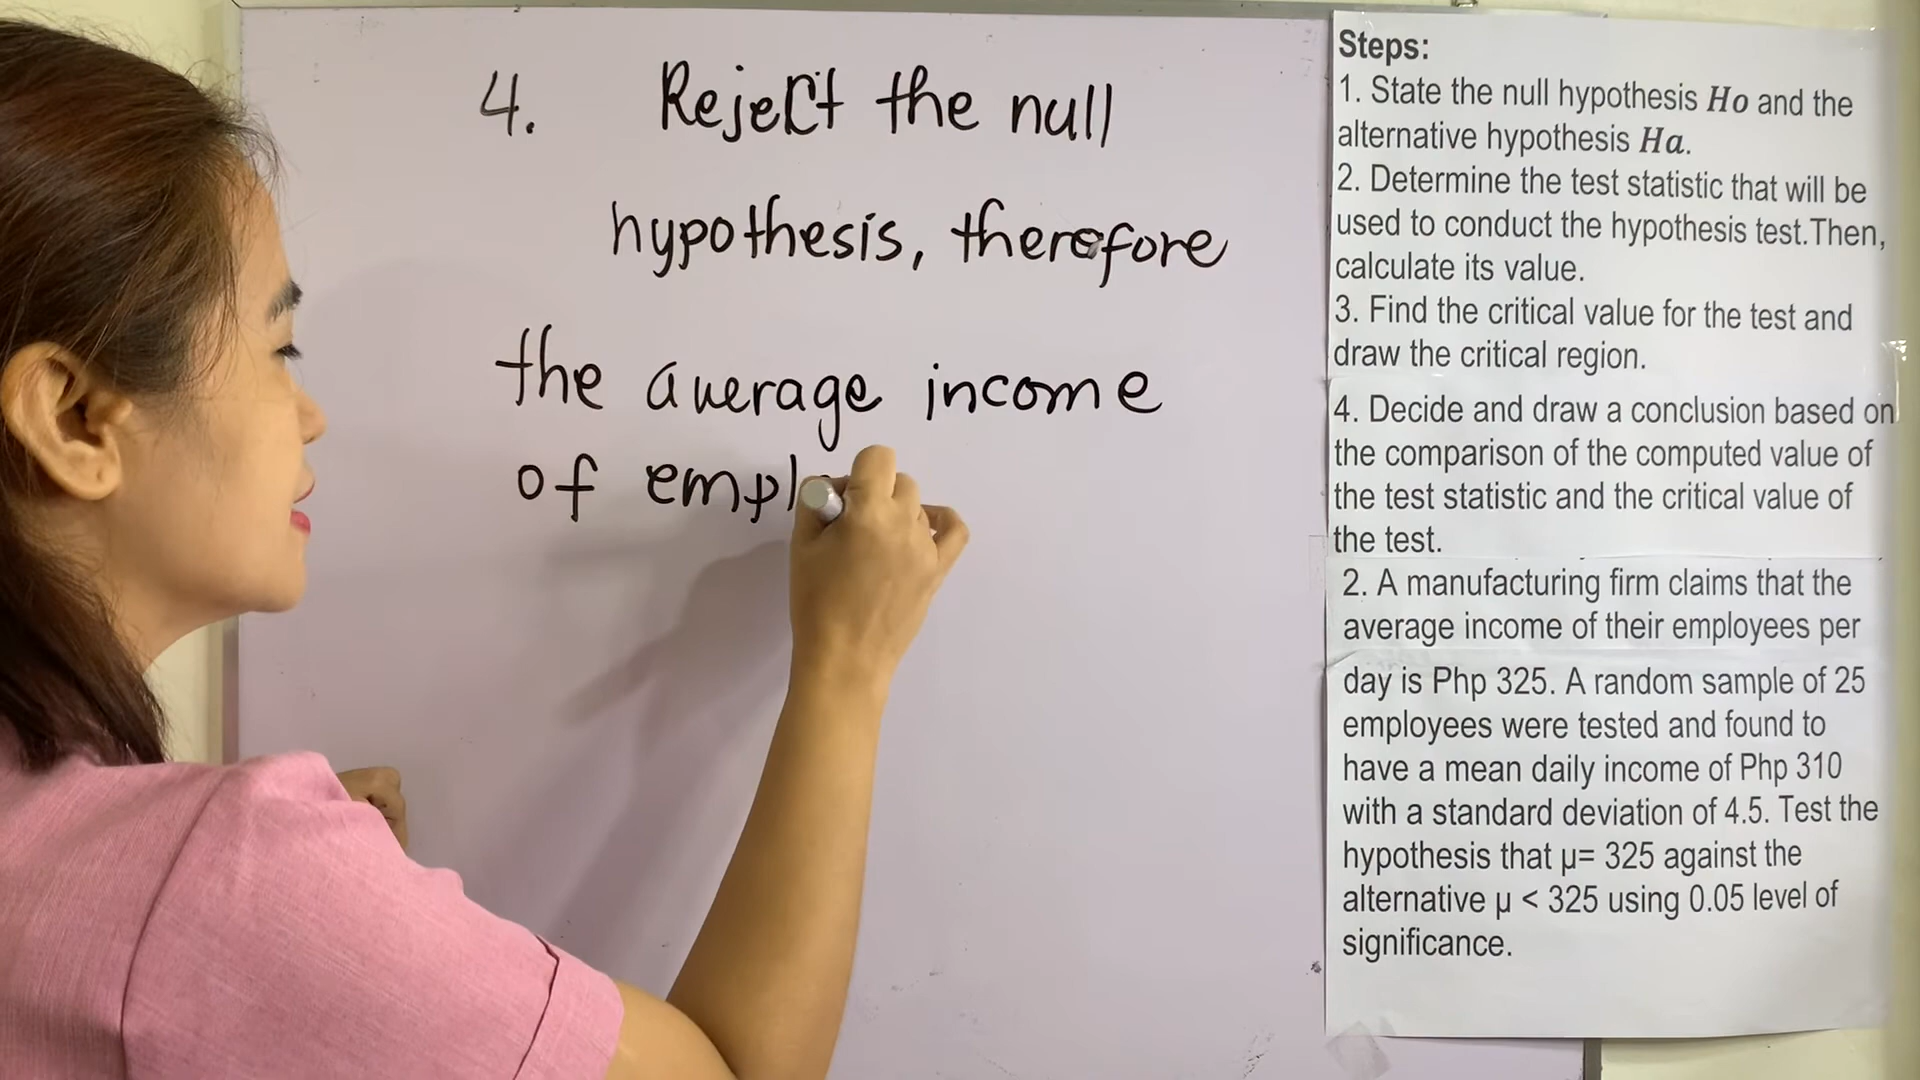 4. Reject the null
hypothesis, therefore
the average income
of empl
Steps:
1. State the null hypothesis Ho and the
alternative hypothesis Ha.
2. Determine the test statistic that will be
used to conduct the hypothesis test.Then,
calculate its value.
3. Find the critical value for the test and
draw the critical region.
4. Decide and draw a conclusion based on
the comparison of the computed value of
the test statistic and the critical value of
the test.
2. A manufacturing firm claims that the
average income of their employees per
day is Php 325. A random sample of 25
employees were tested and found to
have a mean daily income of Php 310
with a standard deviation of 4.5. Test the
hypothesis that μ= 325 against the
alternative μ < 325 using 0.05 level of
significance.